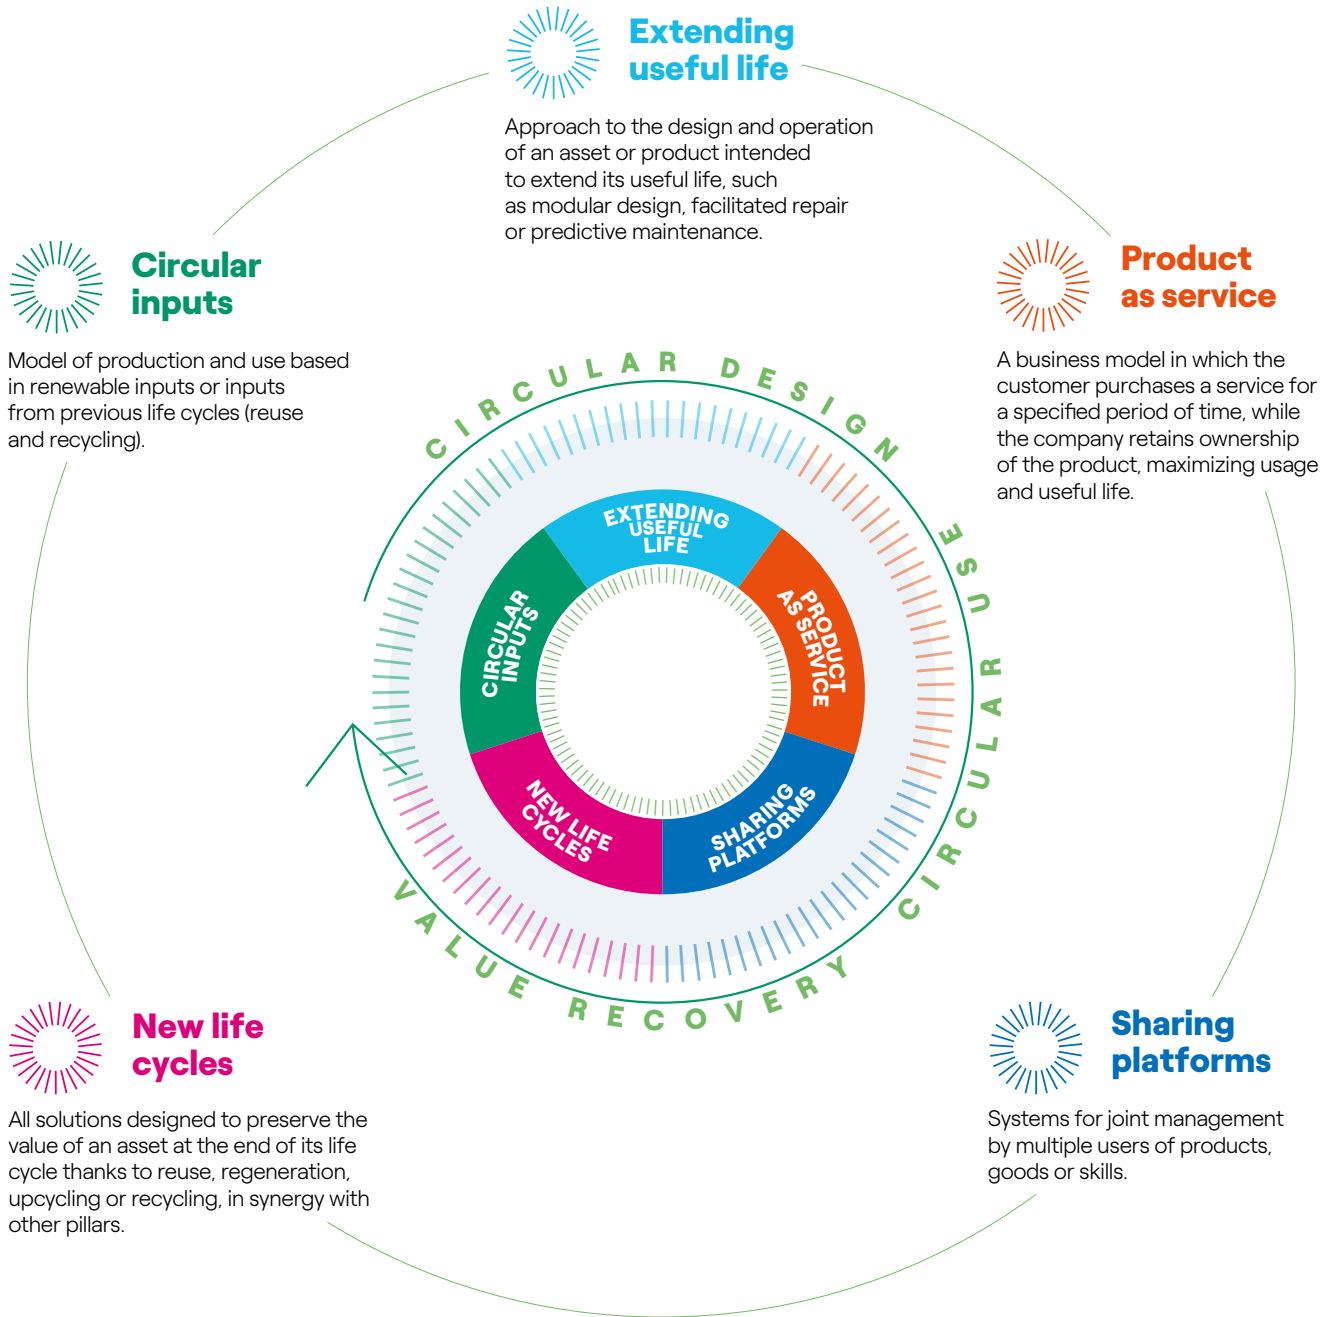 Extending
useful life
Approach to the design and operation
of an asset or product intended
to extend its useful life, such
as modular design, facilitated repair
or predictive maintenance.
Circular
inputs
Model of production and use based
in renewable inputs or inputs
from previous life cycles (reuse
and recycling).
Product
as service
A business model in which the
customer purchases a service for
a specified period of time, while
the company retains ownership
of the product, maximizing usage
and useful life.
CIRCULAR DESIGN
CIRCULAR USE
VALUE RECOVERY
EXTENDING
USEFUL
LIFE
PRODUCT
AS SERVICE
SHARING
PLATFORMS
NEW LIFE
CYCLES
CIRCULAR
INPUTS
New life
cycles
All solutions designed to preserve the
value of an asset at the end of its life
cycle thanks to reuse, regeneration,
upcycling or recycling, in synergy with
other pillars.
Sharing
platforms
Systems for joint management
by multiple users of products,
goods or skills.